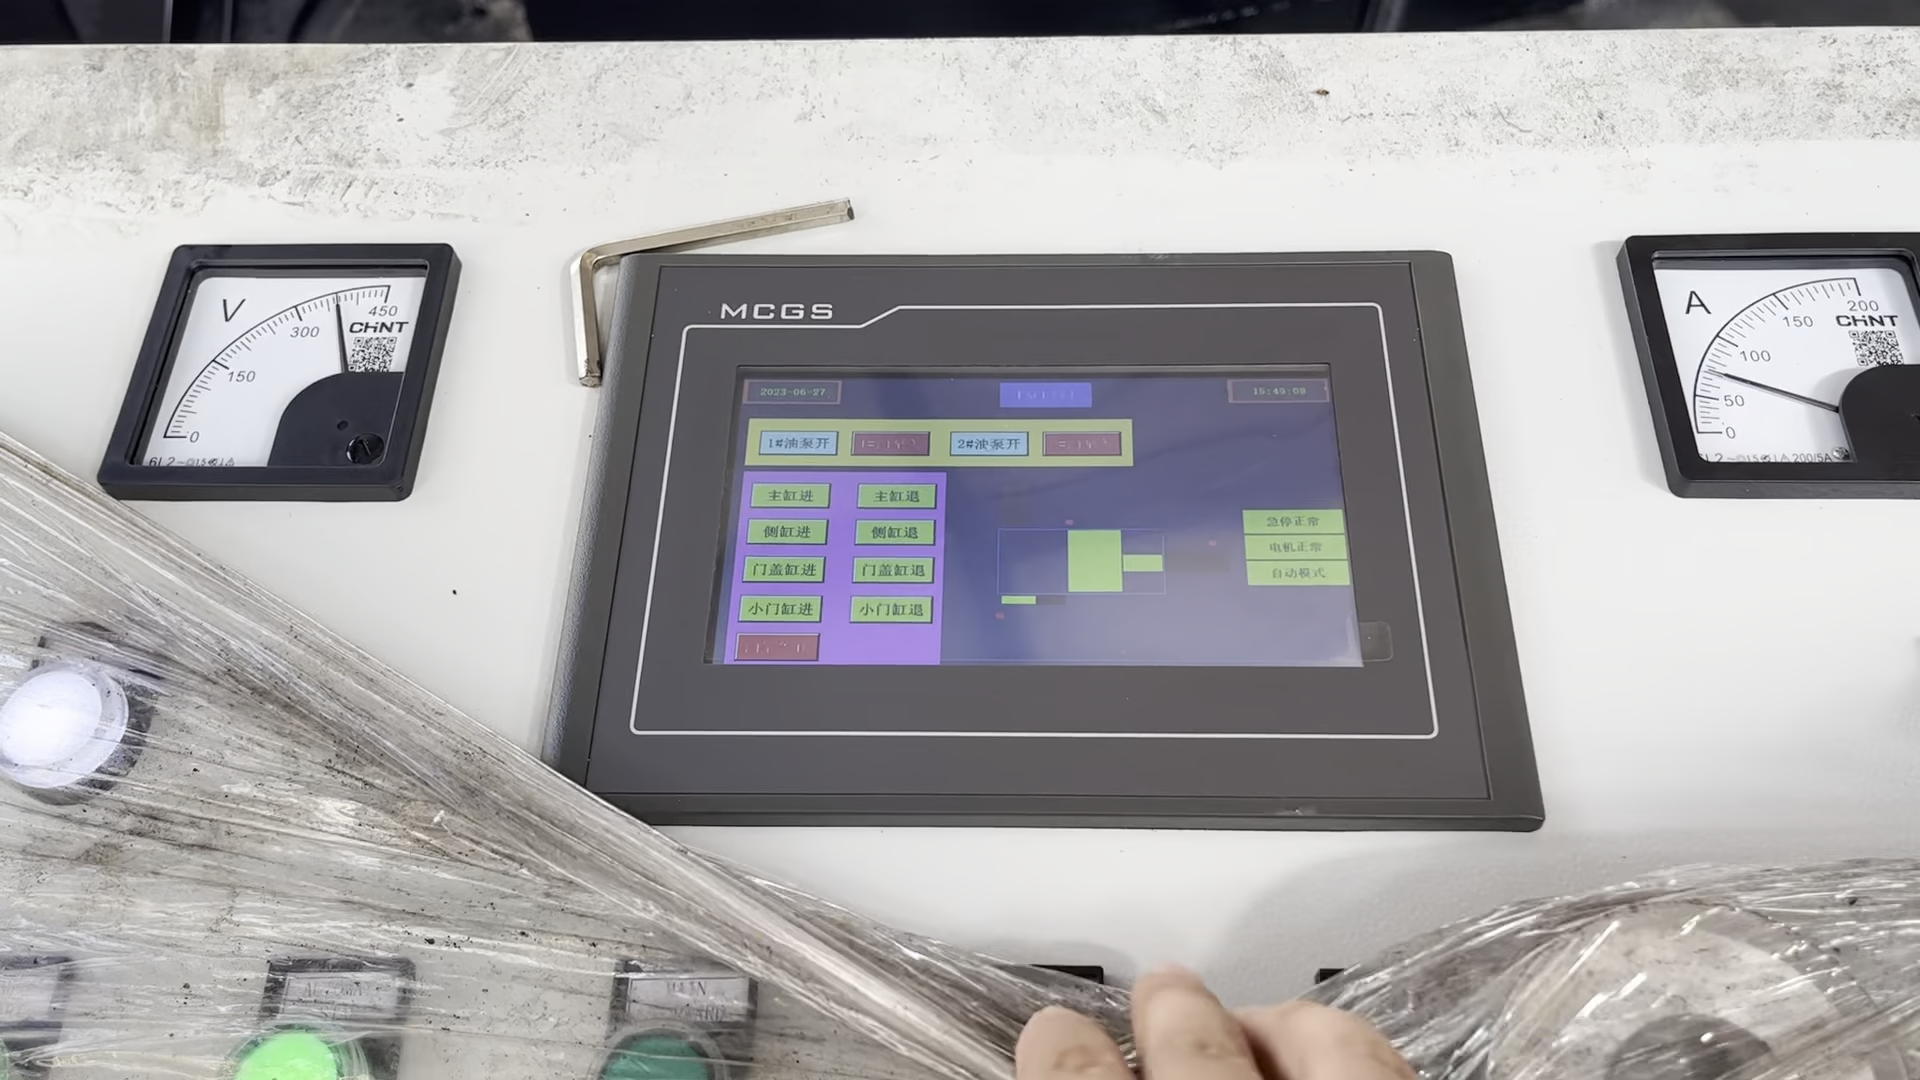 V
450
300
150
0
CHNT
MCGS
2023-06-27
15:49:09
1#油泵开
2#油泵开
主缸进
主缸退
侧缸进
侧缸退
门盖缸进
门盖缸退
小门缸进
小门缸退
急停正常
电机正常
自动模式
A
200
150
100
50
0
CHNT
200/5A
MAIN